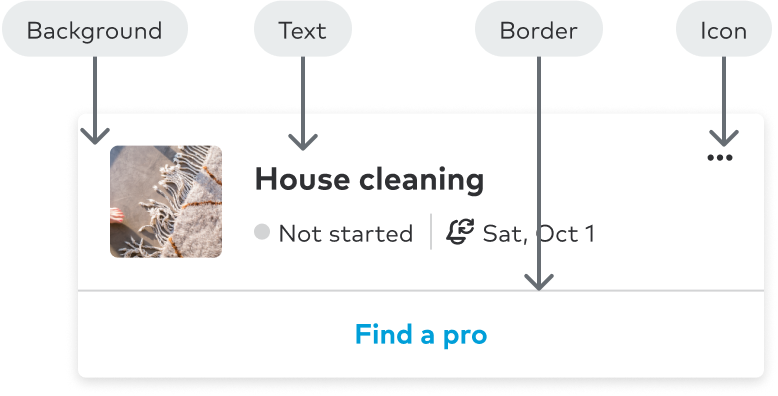 Background Text Border Icon
House cleaning
Not started Sat, Oct 1
Find a pro